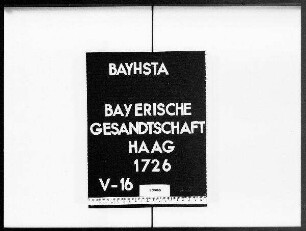 BAYHSTA
BAYERISCHE
GESANDTSCHAFT
HAAG
1726
V-16